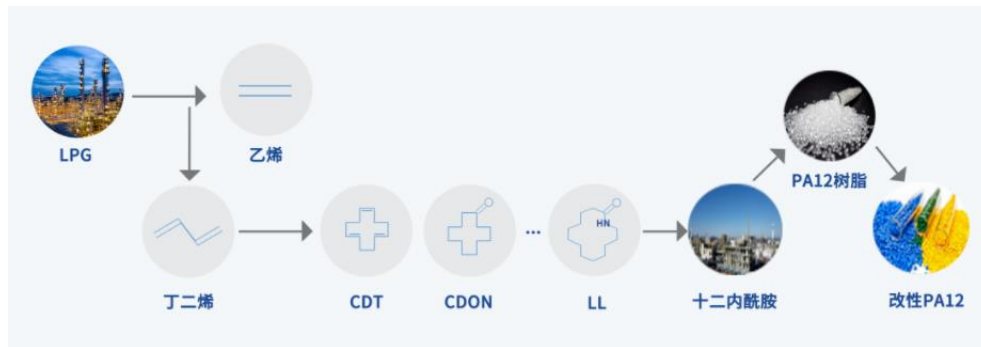 LPG
乙烯
丁二烯
CDT
CDON
...
HN
LL
十二内酰胺
PA12树脂
改性PA12